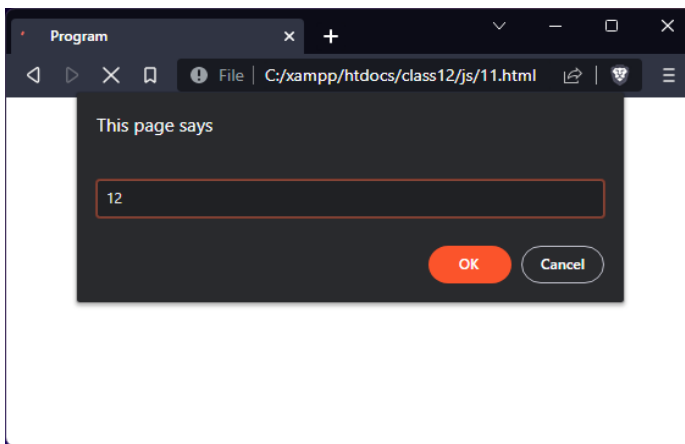 Program
File | C:/xampp/htdocs/class12/js/11.html
This page says
12
OK Cancel